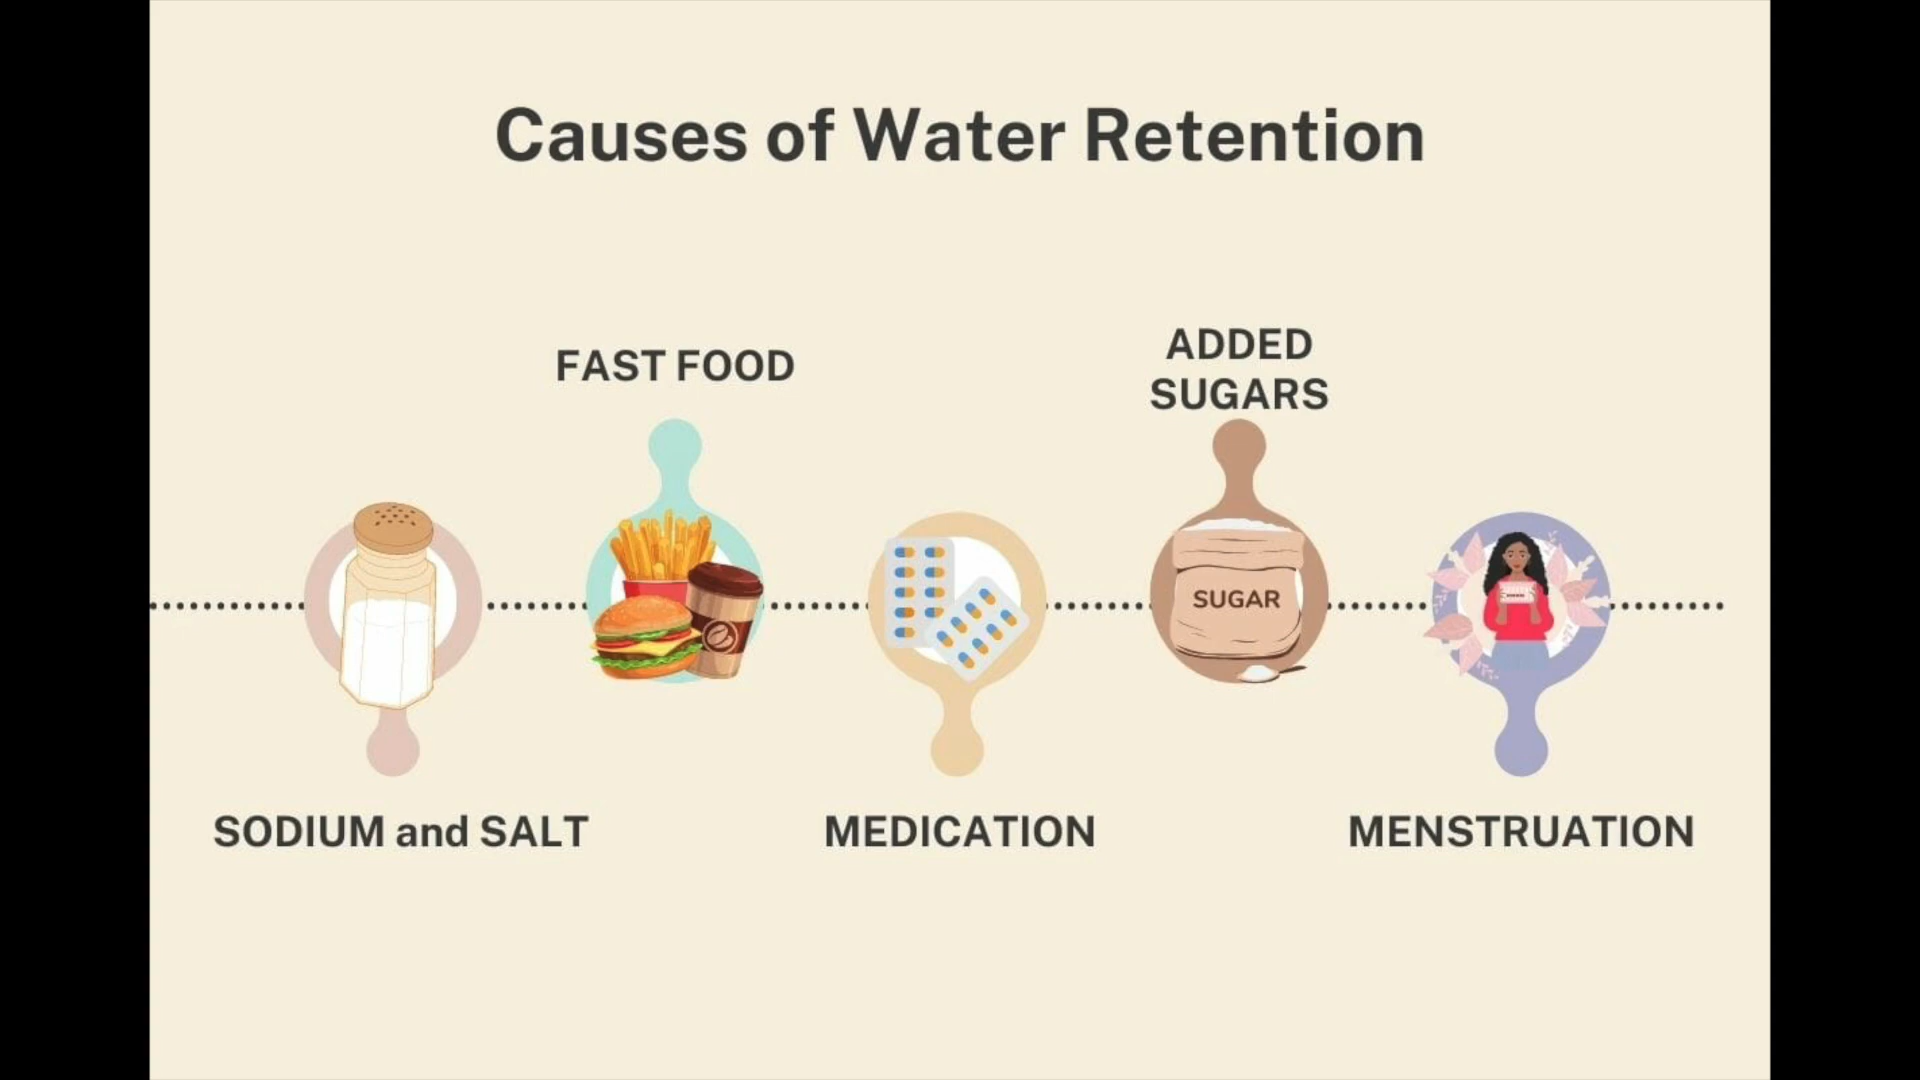 Causes of Water Retention
FAST FOOD
ADDED
SUGARS
SUGAR
SODIUM and SALT
MEDICATION
MENSTRUATION